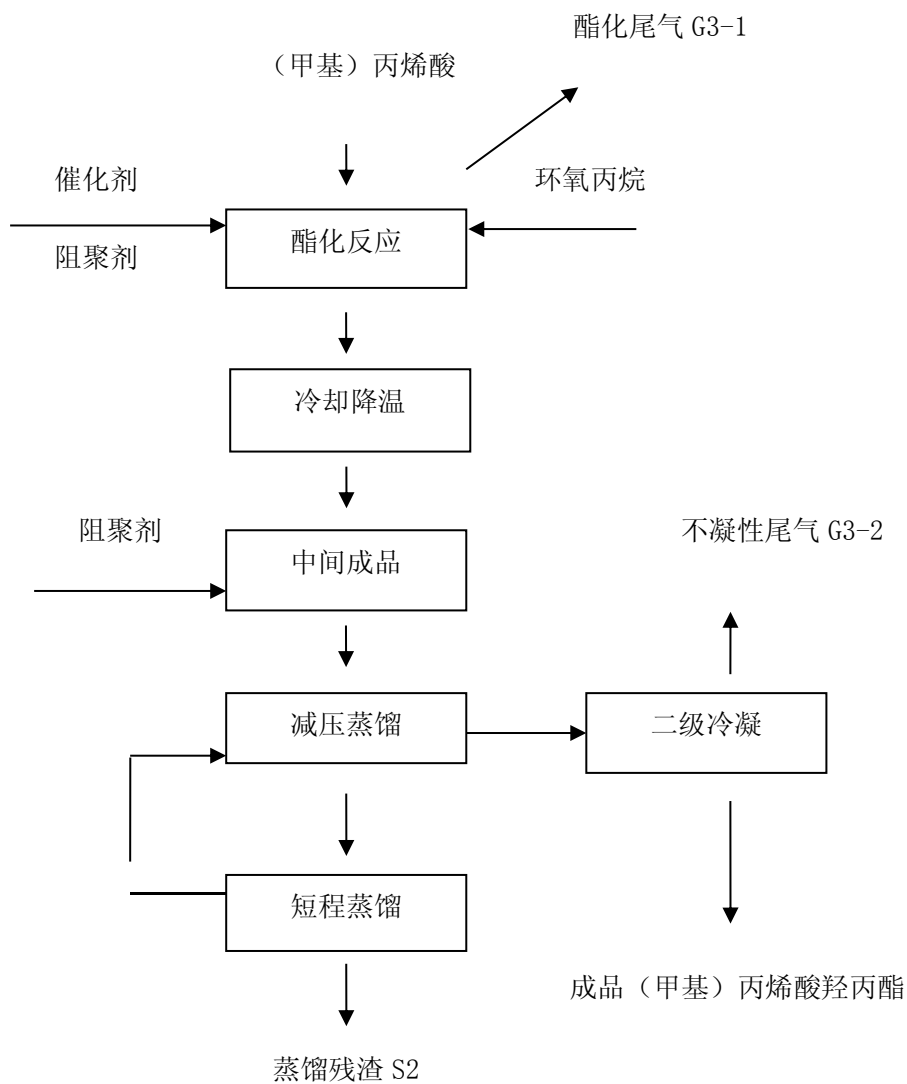 酯化尾气 G3-1
（甲基）丙烯酸
催化剂
环氧丙烷
阻聚剂
酯化反应
冷却降温
阻聚剂
不凝性尾气 G3-2
中间成品
减压蒸馏
二级冷凝
短程蒸馏
成品（甲基）丙烯酸羟丙酯
蒸馏残渣 S2